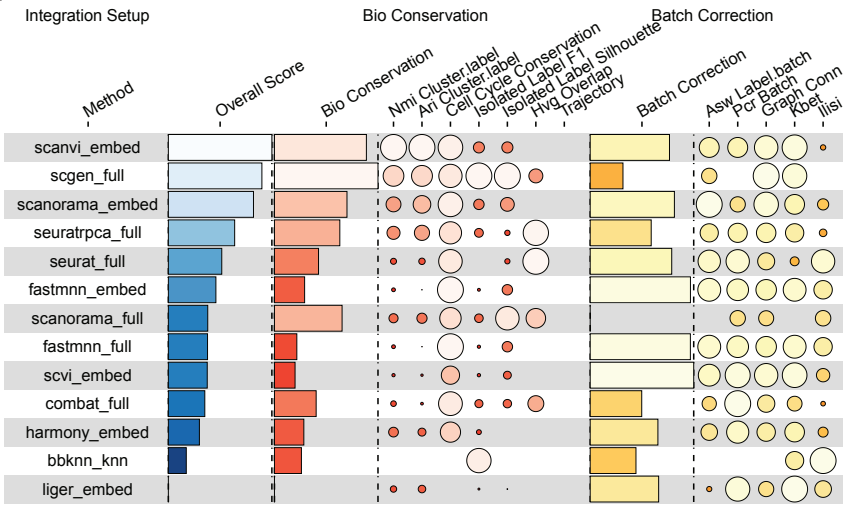 Integration Setup
Bio Conservation
Batch Correction
Method
Overall Score
Bio Conservation
Nmi Cluster.label
Ari Cluster.label
Cell Cycle Conservation
Isolated Label F1
Isolated Label Silhouette
Hvg Overlap
Trajectory
Batch Correction
Asw Label.batch
Pcr Batch
Graph Conn
Kbet
Ilisi
scanvi_embed
scgen_full
scanorama_embed
seuratrpca_full
seurat_full
fastmnn_embed
scanorama_full
fastmnn_full
scvi_embed
combat_full
harmony_embed
bbknn_knn
liger_embed